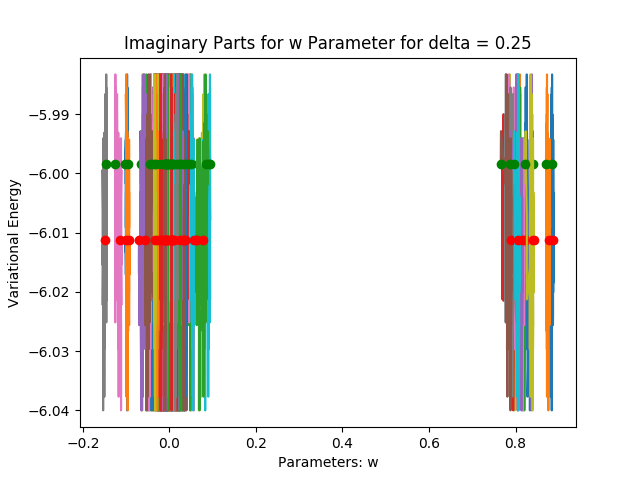 Imaginary Parts for w Parameter for delta = 0.25
−5.99
−6.00
−6.01
−6.02
−6.03
−6.04
Variational Energy
−0.2 0.0 0.2 0.4 0.6 0.8
Parameters: w